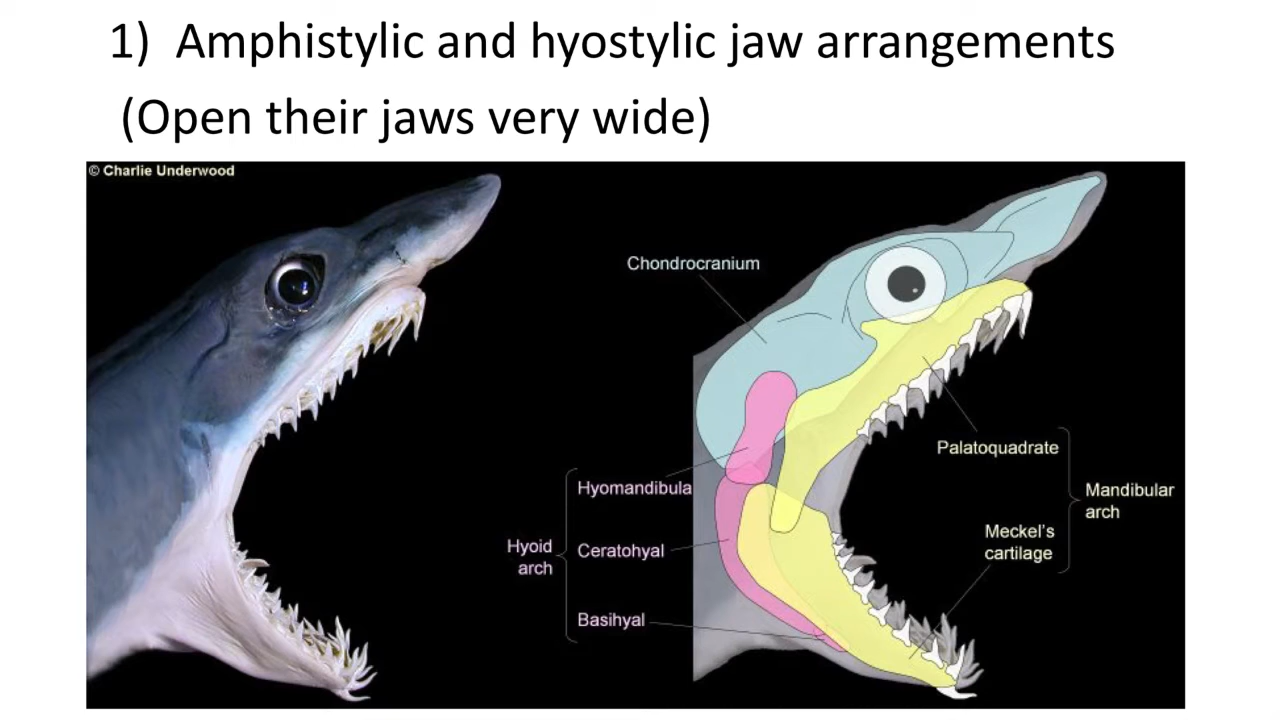 1) Amphistylic and hyostylic jaw arrangements
(Open their jaws very wide)
© Charlie Underwood
Chondrocranium
Palatoquadrate
Mandibular
arch
Meckel's
cartilage
Hyomandibula
Hyoid
arch
Ceratohyal
Basihyal